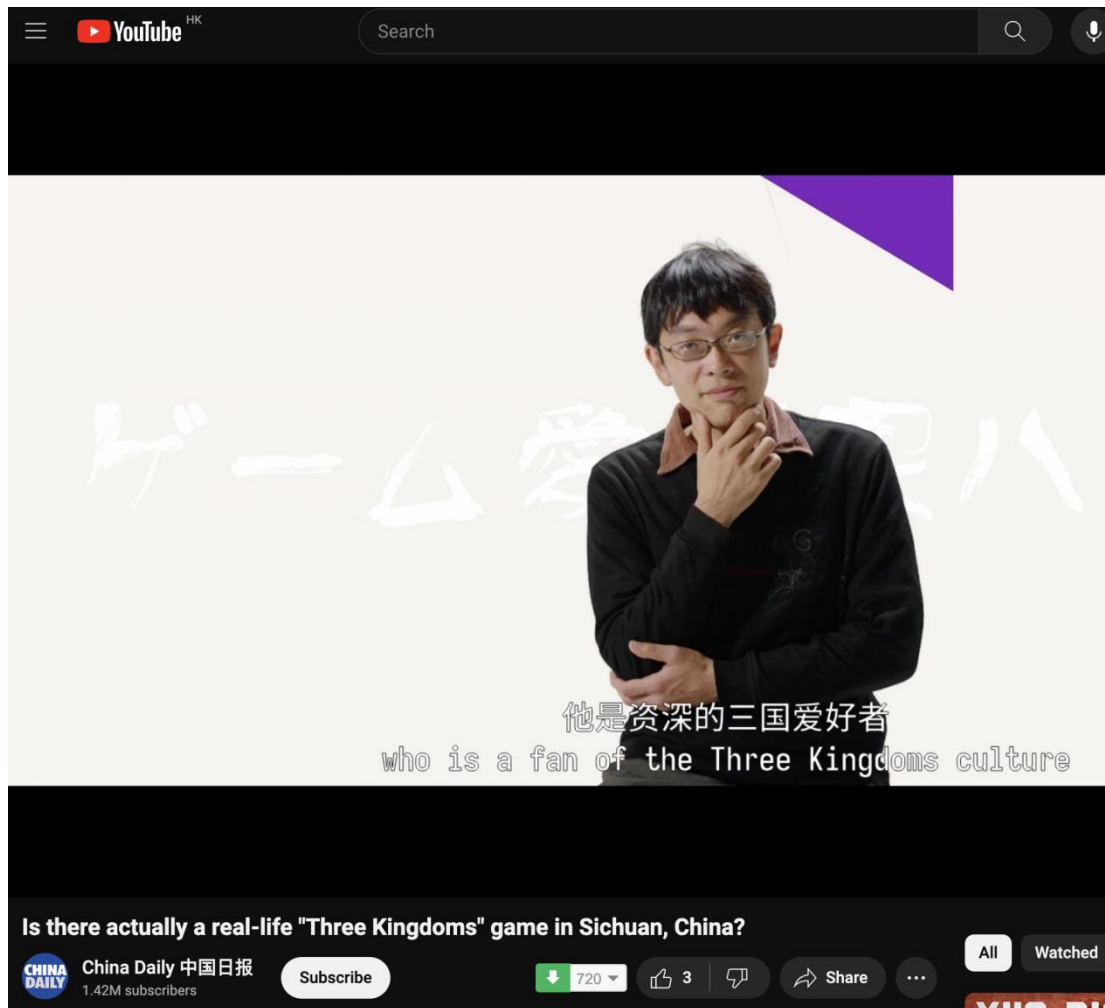 YouTube HK
Search
ゲーム愛
ハ
他是资深的三国爱好者
who is a fan of the Three Kingdoms culture
Is there actually a real-life "Three Kingdoms" game in Sichuan, China?
CHINA DAILY
China Daily 中国日报
1.42M subscribers
Subscribe
720
3
Share
All
Watched